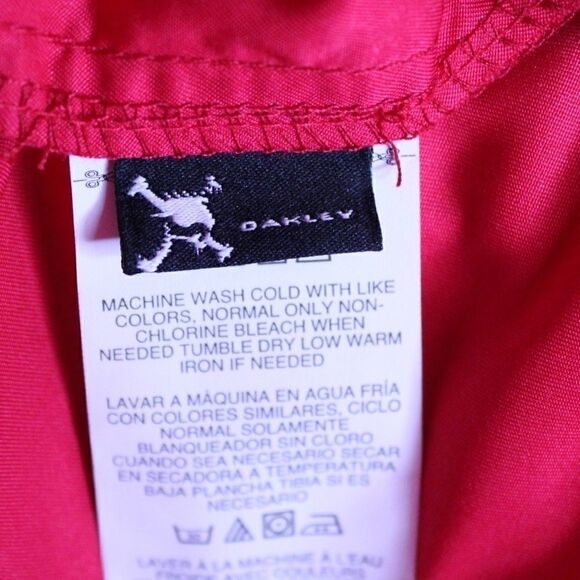 OAKLEY
MACHINE WASH COLD WITH LIKE
COLORS, NORMAL ONLY NON-
CHLORINE BLEACH WHEN
NEEDED TUMBLE DRY LOW WARM
IRON IF NEEDED
LAVAR A MÁQUINA EN AGUA FRÍA
CON COLORES SIMILARES, CICLO
NORMAL SOLAMENTE
BLANQUEADOR SIN CLORO
CUANDO SEA NECESARIO SECAR
EN SECADORA A TEMPERATURA
BAJA PLANCHA TIBIA SI ES
NECESARIO
LAVER À LA MACHINE À L'EAU
FROIDE AVEC